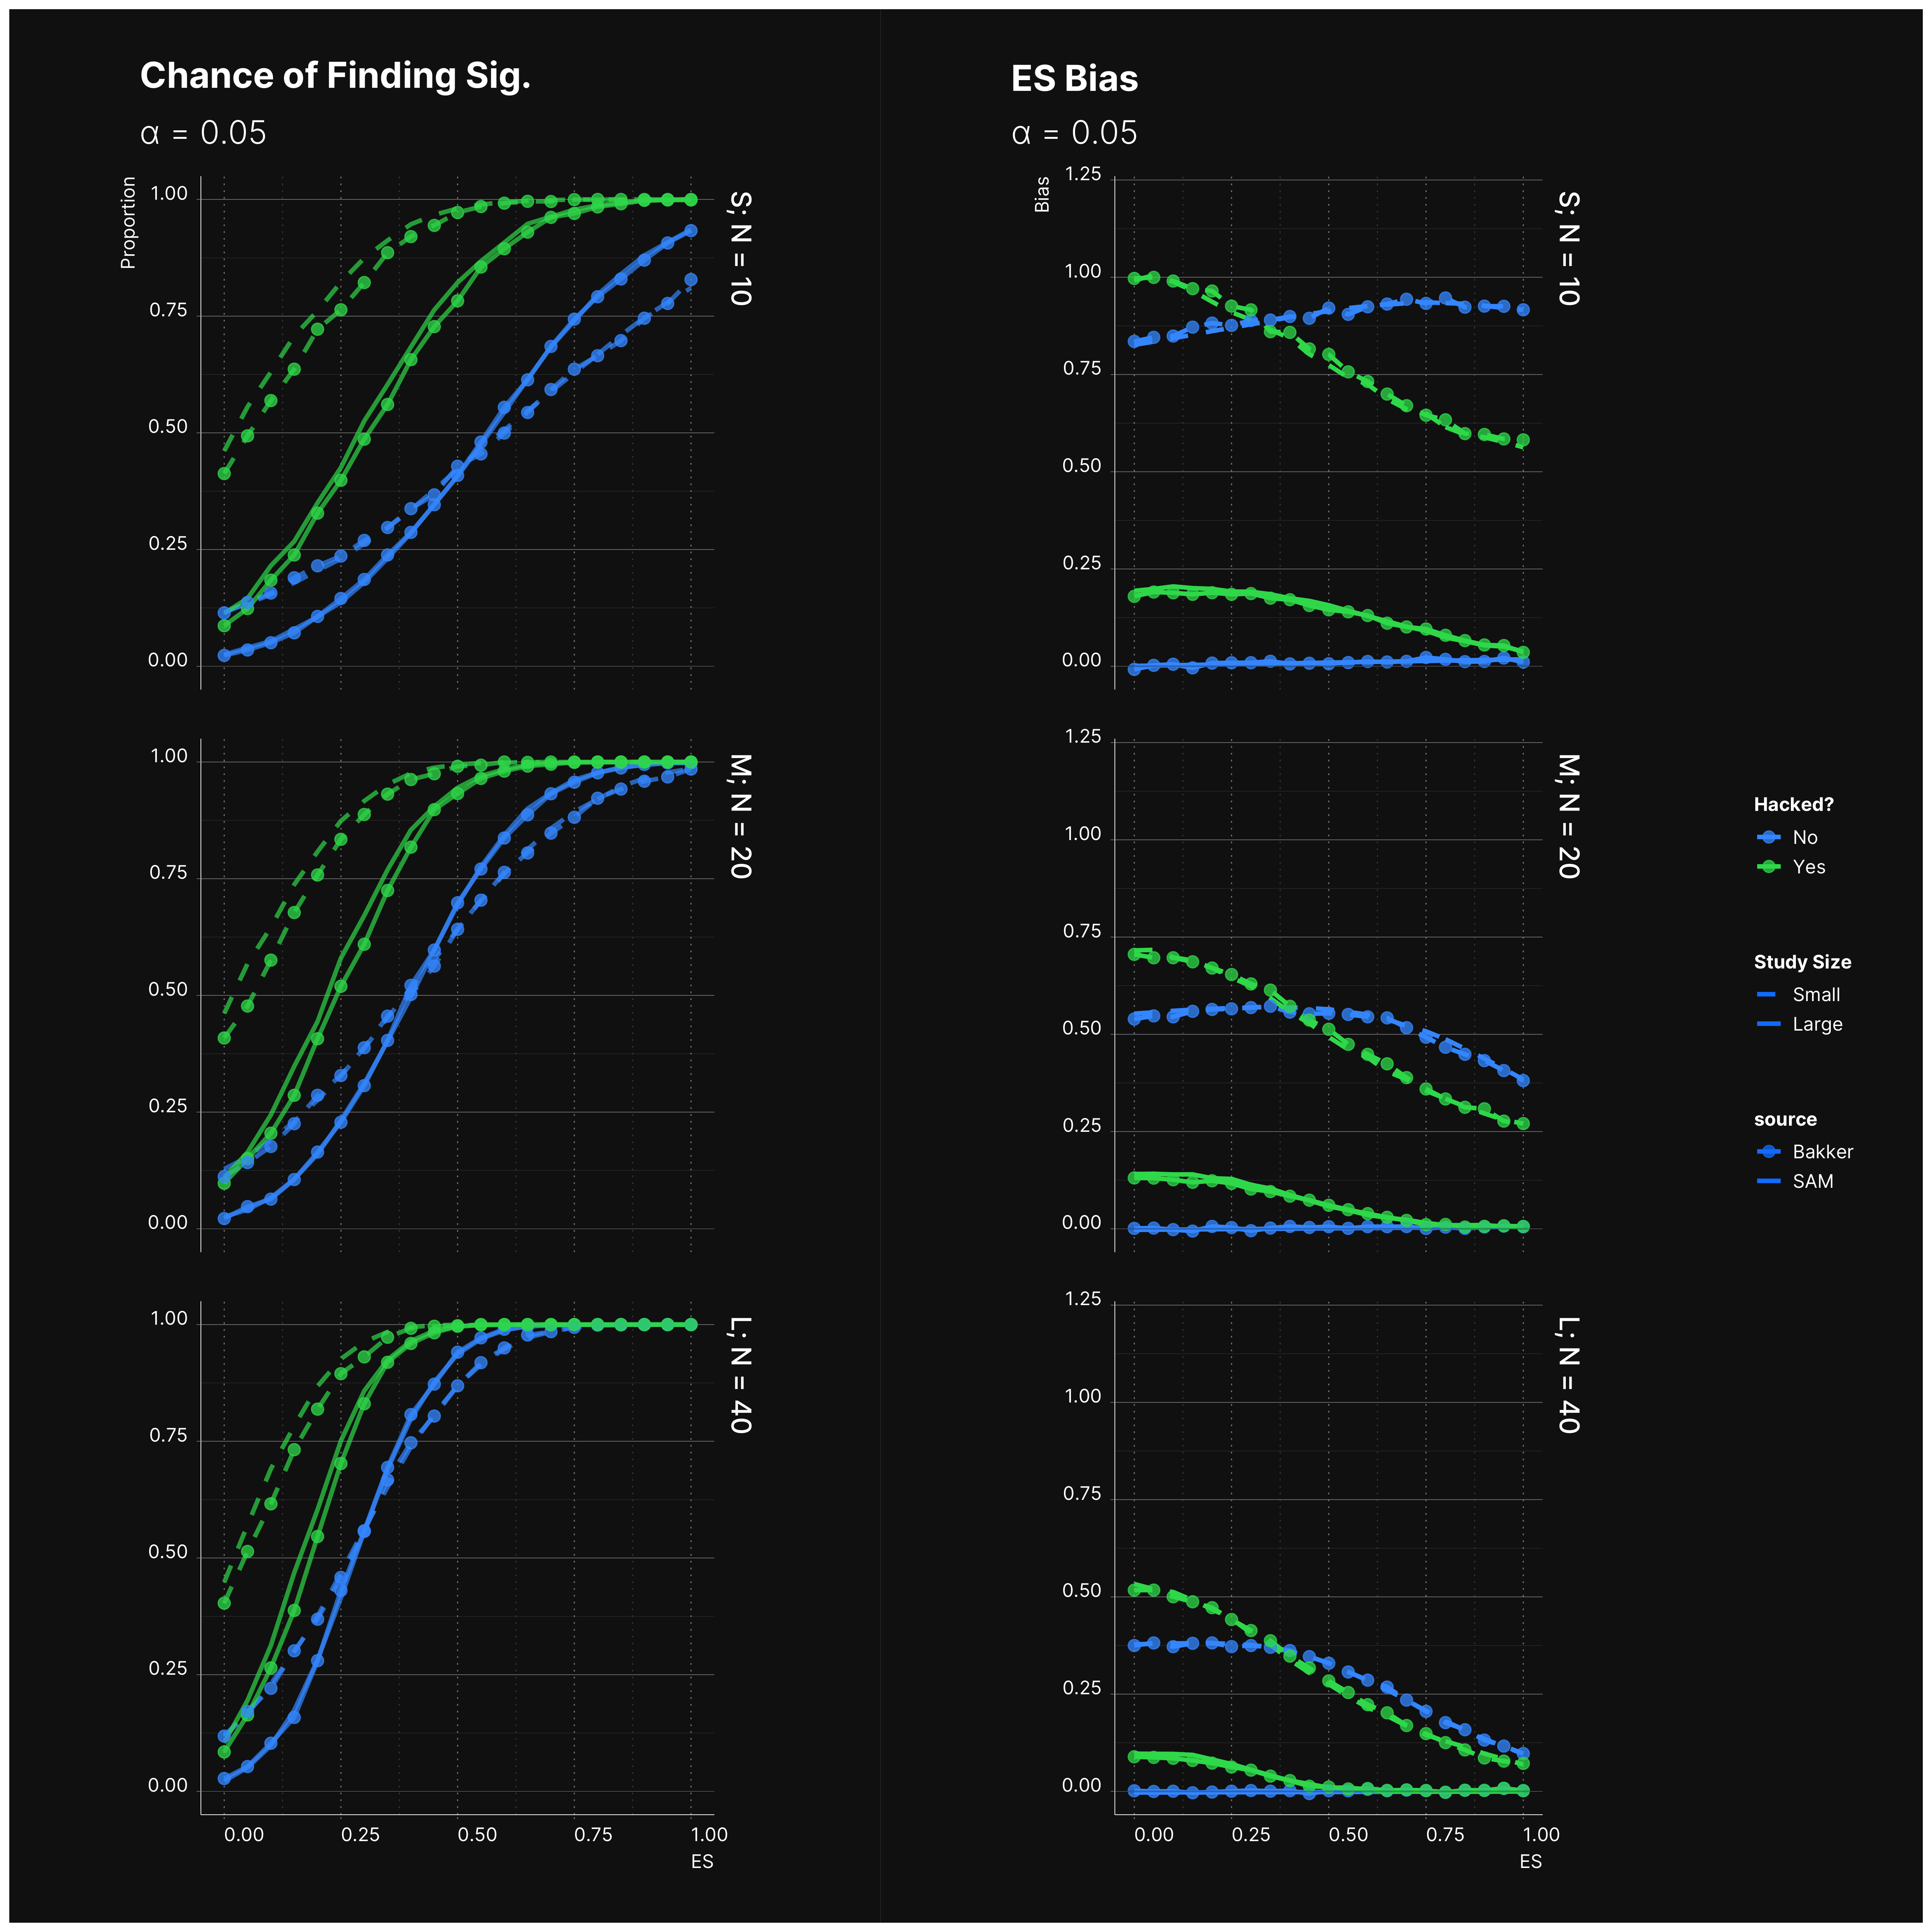 Chance of Finding Sig.
α = 0.05
Proportion
1.00
0.75
0.50
0.25
0.00
S; N = 10
1.00
0.75
0.50
0.25
0.00
M; N = 20
1.00
0.75
0.50
0.25
0.00
L; N = 40
0.00 0.25 0.50 0.75 1.00
ES
ES Bias
α = 0.05
Bias
1.25
1.00
0.75
0.50
0.25
0.00
S; N = 10
1.25
1.00
0.75
0.50
0.25
0.00
M; N = 20
1.25
1.00
0.75
0.50
0.25
0.00
L; N = 40
0.00 0.25 0.50 0.75 1.00
ES
Hacked?
No
Yes
Study Size
Small
Large
source
Bakker
SAM